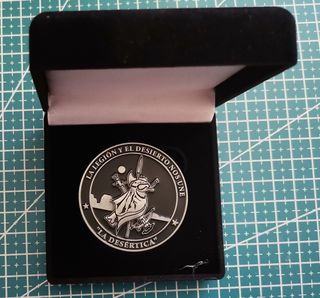 LA LEGIÓN Y EL DESIERTO NOS UNE
"LA DESÉRTICA"